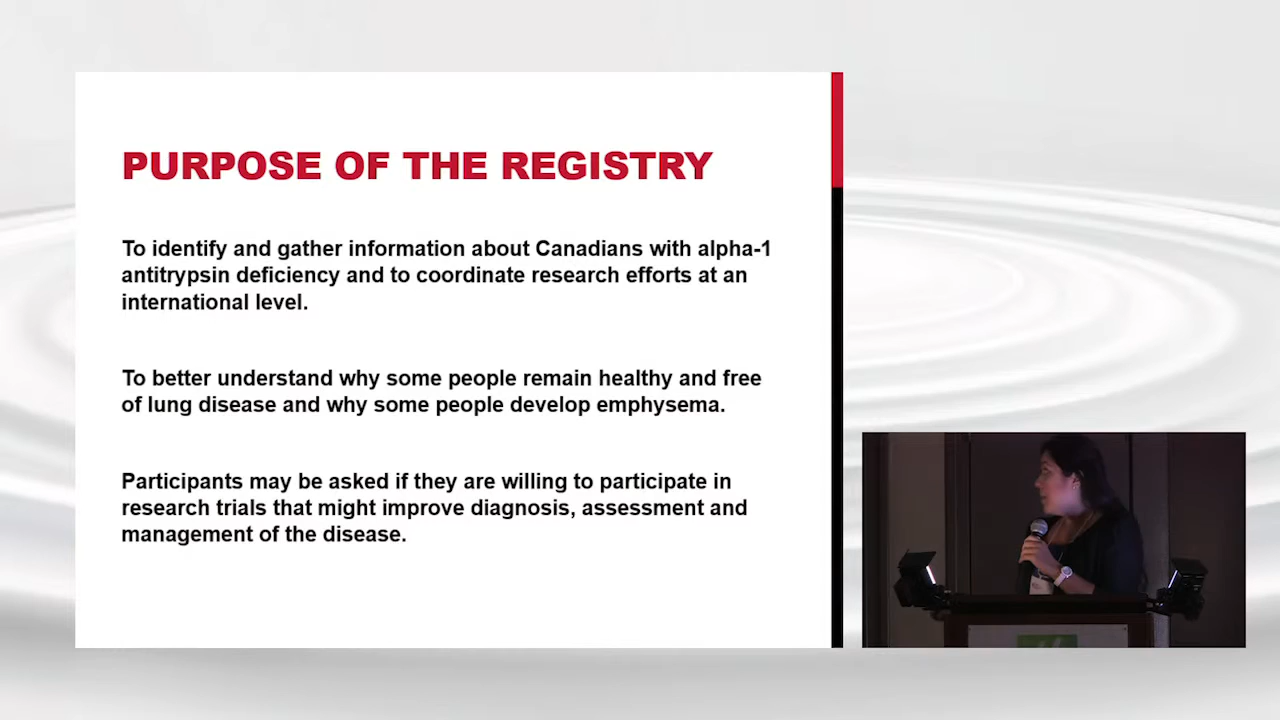 PURPOSE OF THE REGISTRY
To identify and gather information about Canadians with alpha-1
antitrypsin deficiency and to coordinate research efforts at an
international level.
To better understand why some people remain healthy and free
of lung disease and why some people develop emphysema.
Participants may be asked if they are willing to participate in
research trials that might improve diagnosis, assessment and
management of the disease.